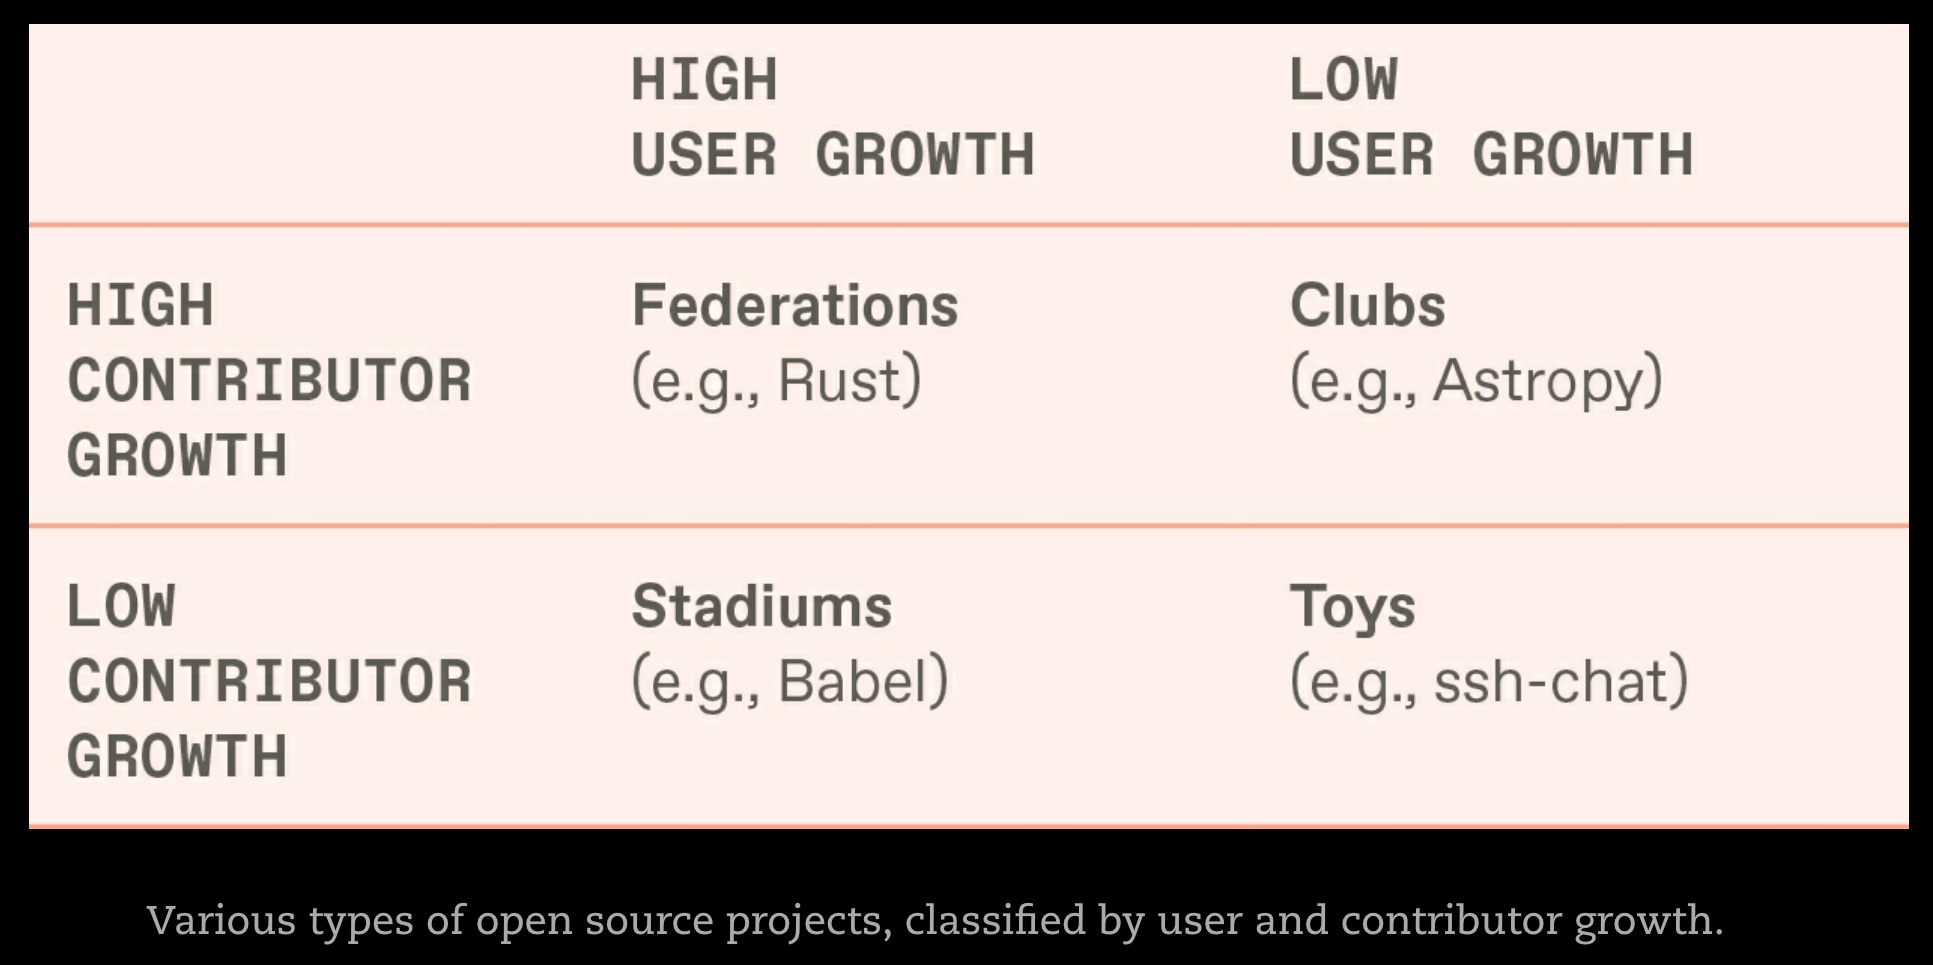 HIGH
USER GROWTH
LOW
USER GROWTH
HIGH
CONTRIBUTOR
GROWTH
Federations
(e.g., Rust)
Clubs
(e.g., Astropy)
LOW
CONTRIBUTOR
GROWTH
Stadiums
(e.g., Babel)
Toys
(e.g., ssh-chat)
Various types of open source projects, classified by user and contributor growth.